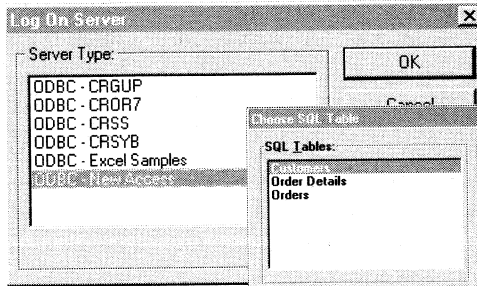 Log On Server
Server Type:
OK
ODBC - CRGUP
ODBC - CROR7
ODBC - CRSS
ODBC - CRSYB
ODBC - Excel Samples
ODBC - New Access
Cancel
Choose SQL Table
SQL Tables:
Customers
Order Details
Orders